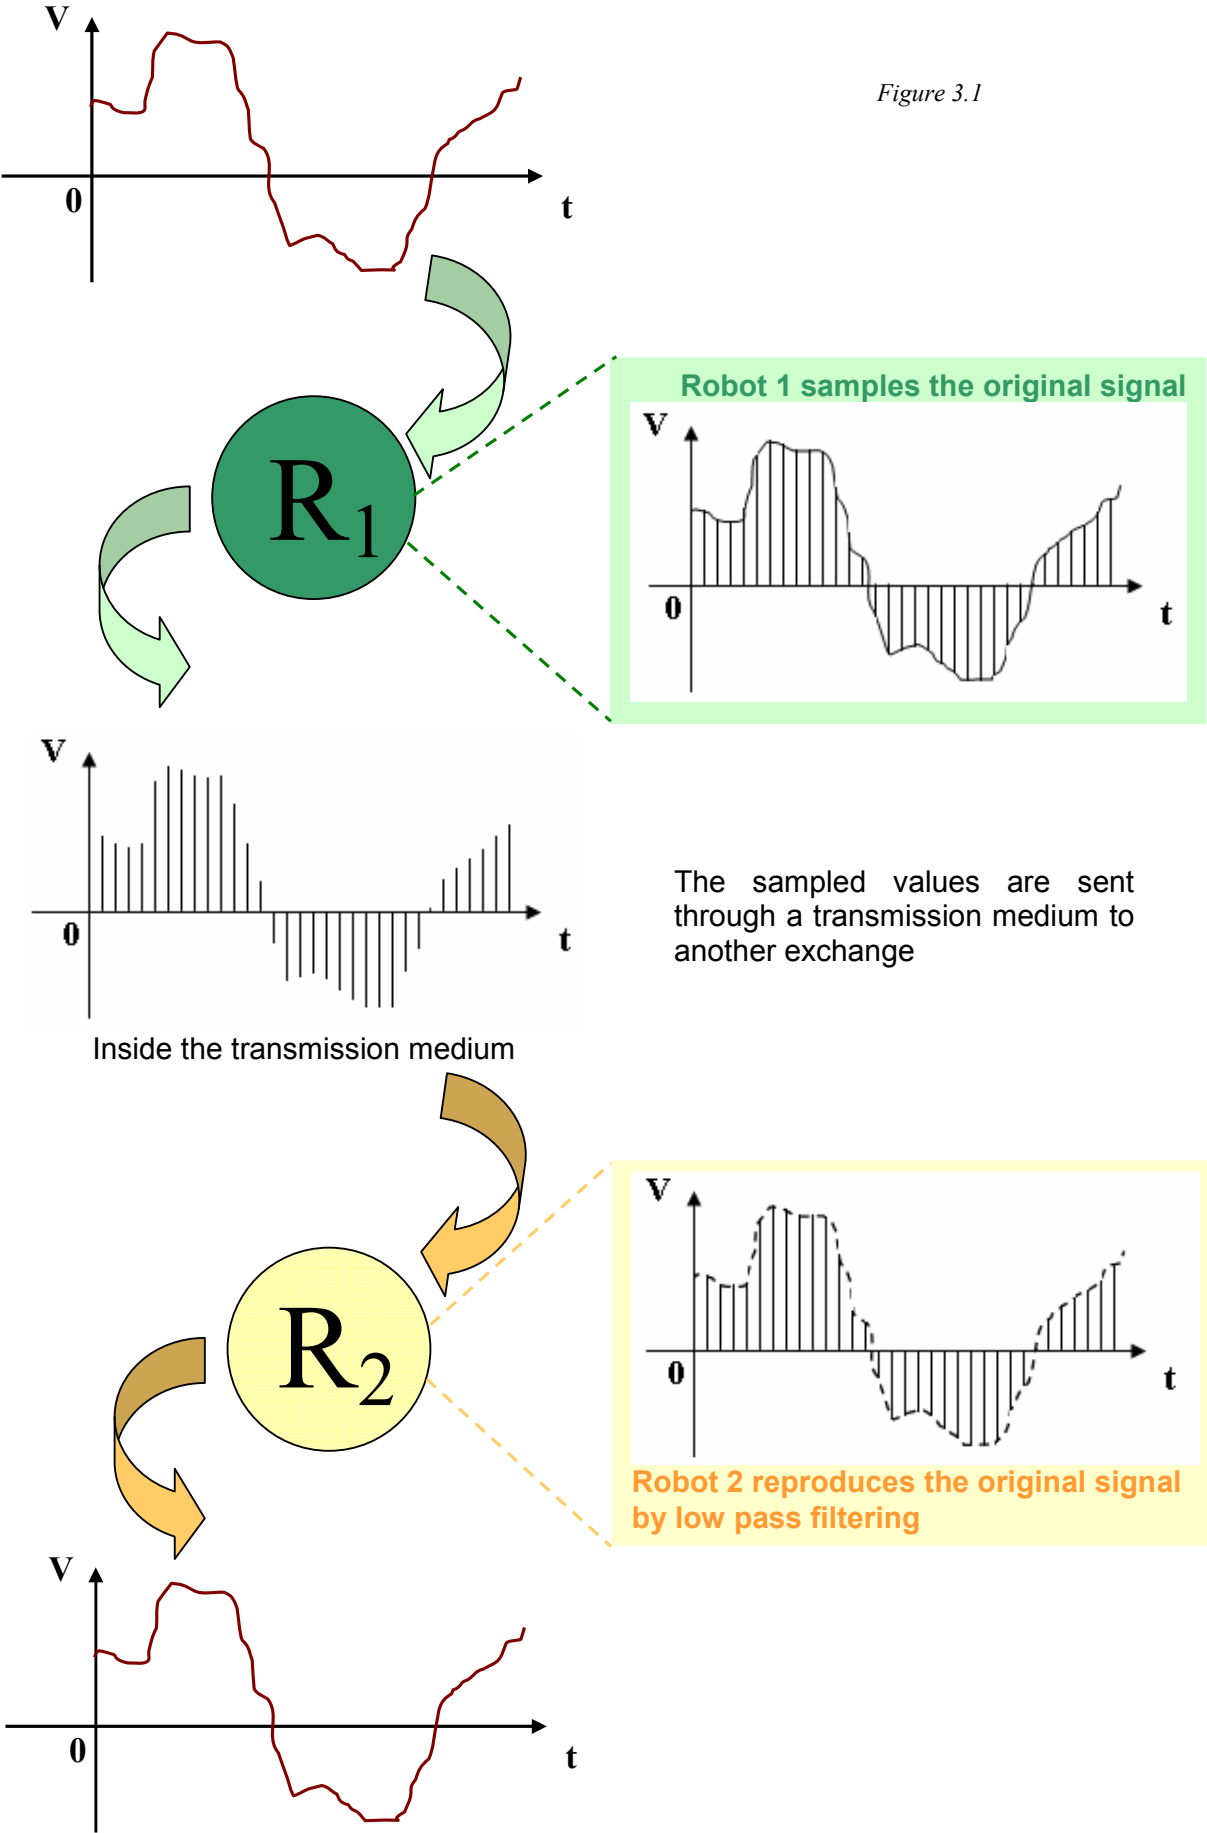 V
Figure 3.1
0
t
Robot 1 samples the original signal
V
R1
0
t
V
The sampled values are sent
through a transmission medium to
another exchange
0
t
Inside the transmission medium
V
R2
0
t
Robot 2 reproduces the original signal
by low pass filtering
V
0
t